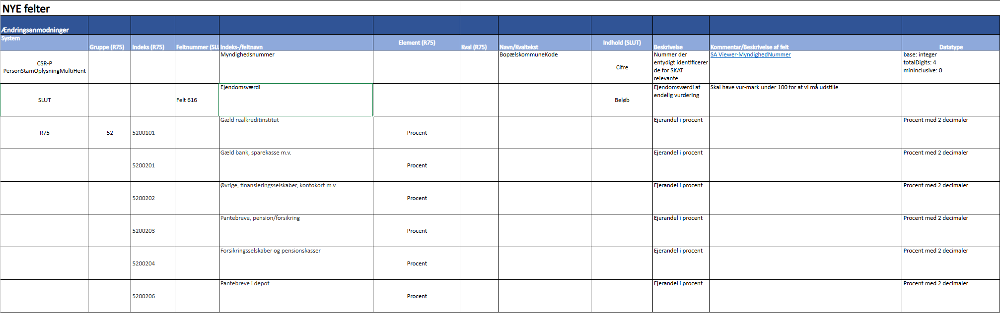 NYE felter
Ændringsanmodninger
System Gruppe (R75) Indeks (R75) Feltnummer (SLU Indeks-/feltnavn Element (R75) Kval (R75) Navn/Kvaltekst Indhold (SLUT) Beskrivelse Kommentar/Beskrivelse af felt Datatype
CSR-P
PersonStamOplysningMultiHent
Myndighedsnummer
BopælskommuneKode
Cifre
Nummer der
entydigt identificerer
de for SKAT
relevante
SA Viewer-MyndighedNummer
base: integer
totalDigits: 4
minInclusive: 0
SLUT
Felt 616
Ejendomsværdi
Beløb
Ejendomsværdi af
endelig vurdering
Skal have vur-mark under 100 for at vi må udstille
R75 52 5200101 Gæld realkreditinstitut Procent Ejerandel i procent Procent med 2 decimaler
5200201 Gæld bank, sparekasse m.v. Procent Ejerandel i procent Procent med 2 decimaler
5200202 Øvrige, finansieringsselskaber, kontokort m.v. Procent Ejerandel i procent Procent med 2 decimaler
5200203 Pantebreve, pension/forsikring Procent Ejerandel i procent Procent med 2 decimaler
5200204 Forsikringsselskaber og pensionskasser Procent Ejerandel i procent Procent med 2 decimaler
5200206 Pantebreve i depot Procent Ejerandel i procent Procent med 2 decimaler